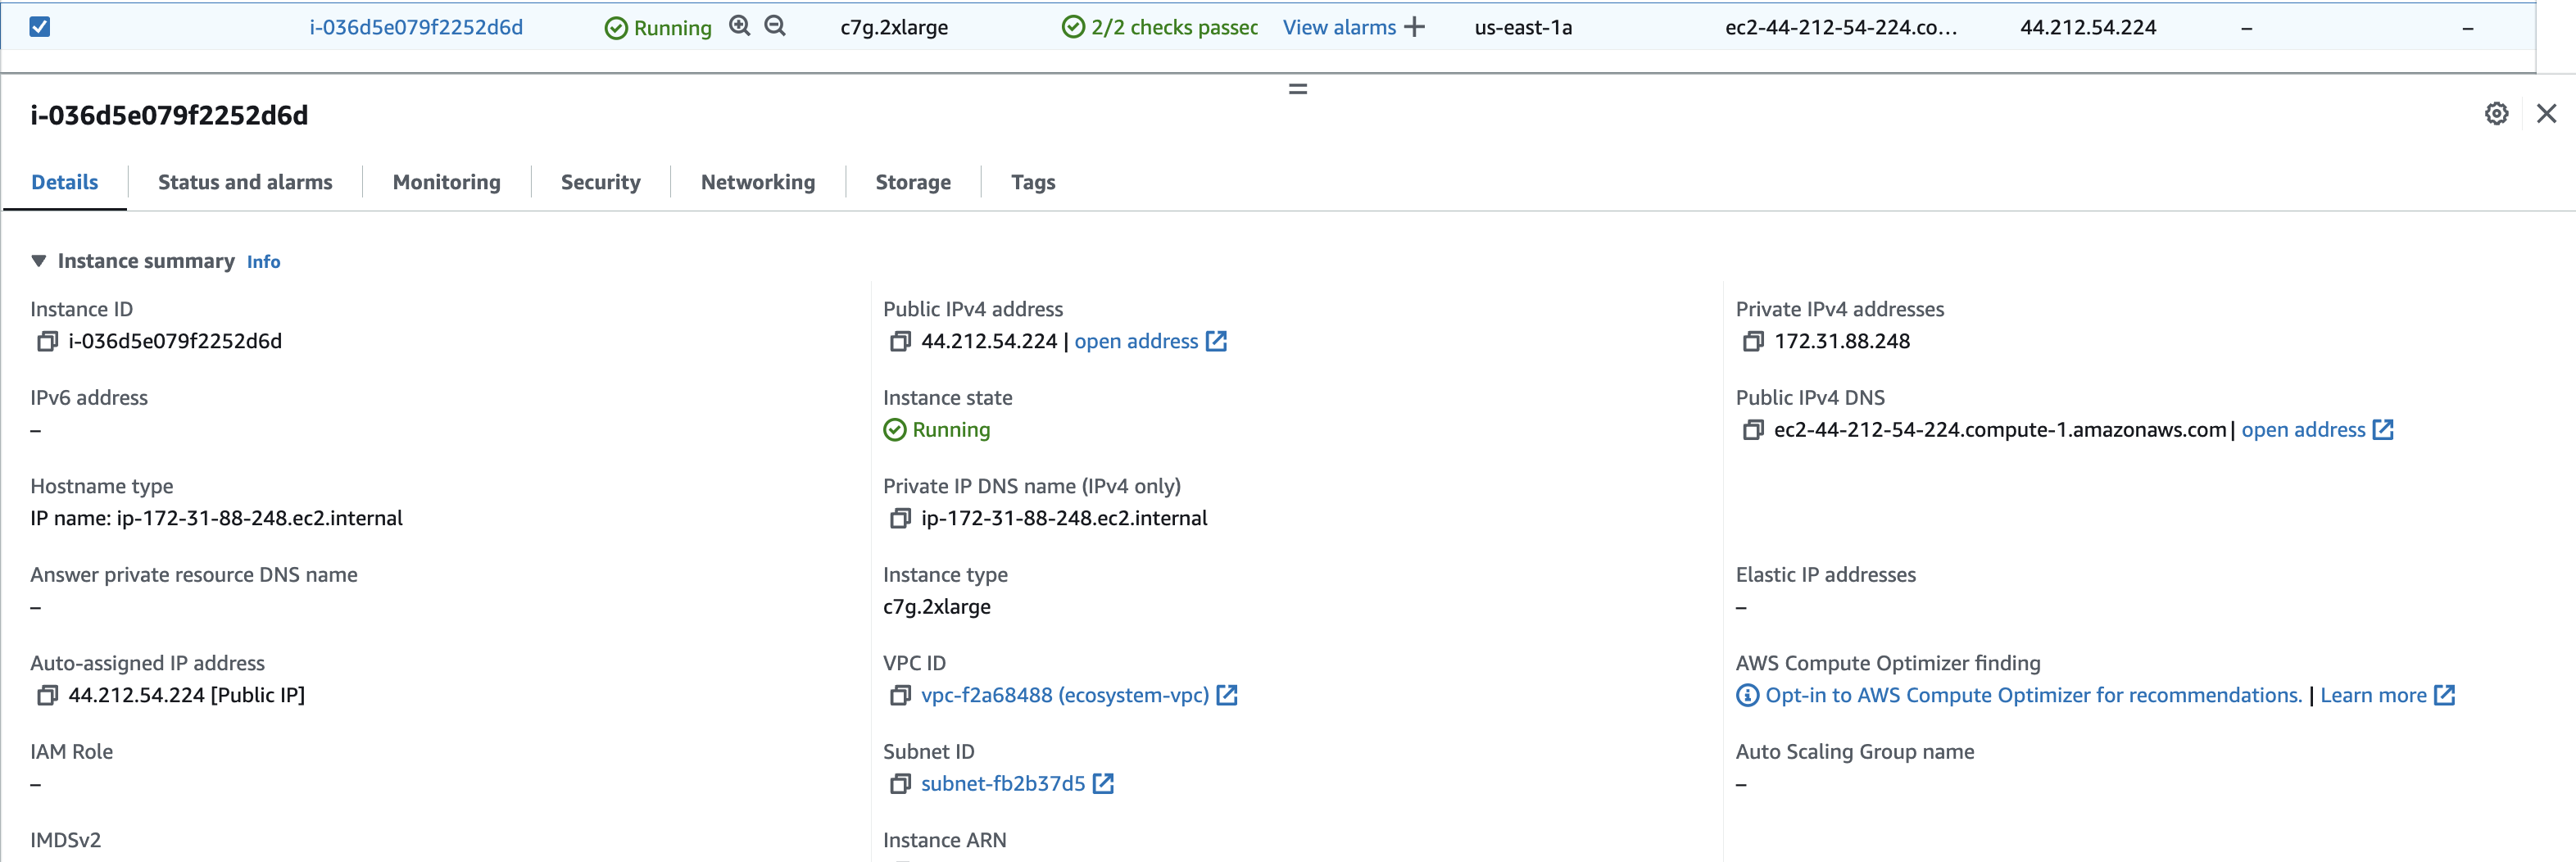 i-036d5e079f2252d6d Running c7g.2xlarge 2/2 checks passec View alarms + us-east-1a ec2-44-212-54-224.co... 44.212.54.224 – –
i-036d5e079f2252d6d
Details Status and alarms Monitoring Security Networking Storage Tags
Instance summary Info
Instance ID
i-036d5e079f2252d6d
Public IPv4 address
44.212.54.224 | open address
Private IPv4 addresses
172.31.88.248
IPv6 address
–
Instance state
Running
Public IPv4 DNS
ec2-44-212-54-224.compute-1.amazonaws.com | open address
Hostname type
IP name: ip-172-31-88-248.ec2.internal
Private IP DNS name (IPv4 only)
ip-172-31-88-248.ec2.internal
Answer private resource DNS name
–
Instance type
c7g.2xlarge
Elastic IP addresses
–
Auto-assigned IP address
44.212.54.224 [Public IP]
VPC ID
vpc-f2a68488 (ecosystem-vpc)
AWS Compute Optimizer finding
Opt-in to AWS Compute Optimizer for recommendations. | Learn more
IAM Role
–
Subnet ID
subnet-fb2b37d5
Auto Scaling Group name
–
IMDSv2
Instance ARN